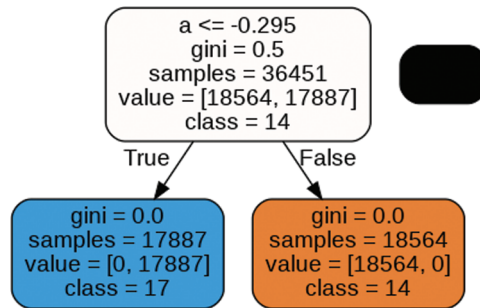 a <= -0.295
gini = 0.5
samples = 36451
value = [18564, 17887]
class = 14
True
False
gini = 0.0
samples = 17887
value = [0, 17887]
class = 17
gini = 0.0
samples = 18564
value = [18564, 0]
class = 14